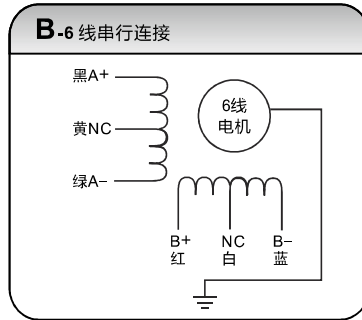 B-6 线串行连接
黑A+
黄NC
绿A-
6线
电机
B+ NC B-
红 白 蓝